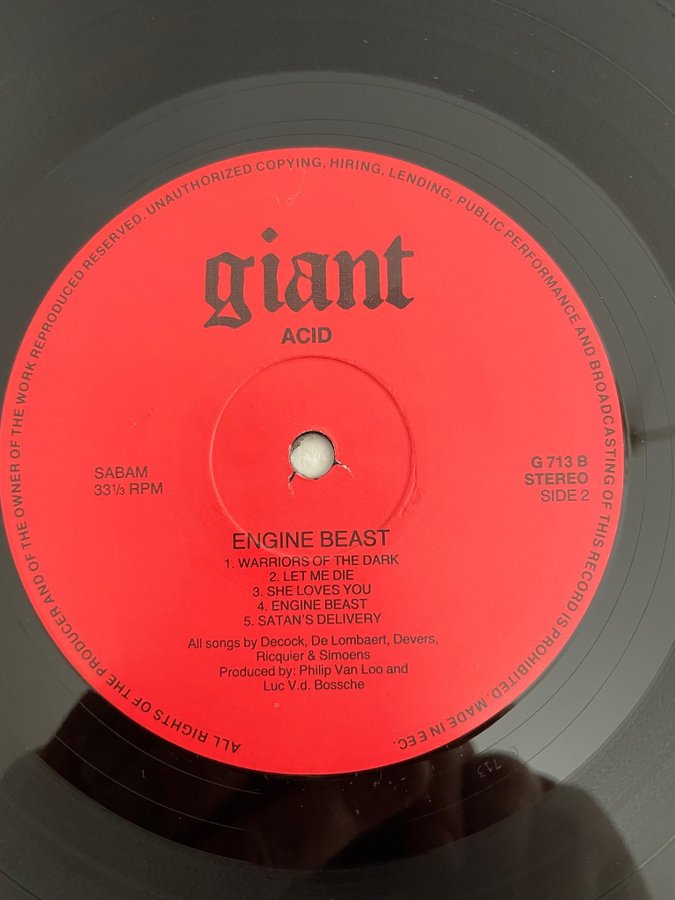 ALL RIGHTS OF THE PRODUCER AND OF THE OWNER OF THE WORK REPRODUCED RESERVED. UNAUTHORIZED COPYING, HIRING, LENDING, PUBLIC PERFORMANCE AND BROADCASTING OF THIS RECORD IS PROHIBITED. MADE IN EEC.
giant
ACID
SABAM
33⅓ RPM
G 713 B
STEREO
SIDE 2
ENGINE BEAST
1. WARRIORS OF THE DARK
2. LET ME DIE
3. SHE LOVES YOU
4. ENGINE BEAST
5. SATAN'S DELIVERY
All songs by Decock, De Lombaert, Devers,
Ricquier & Simoens
Produced by: Philip Van Loo and
Luc V.d. Bossche
713